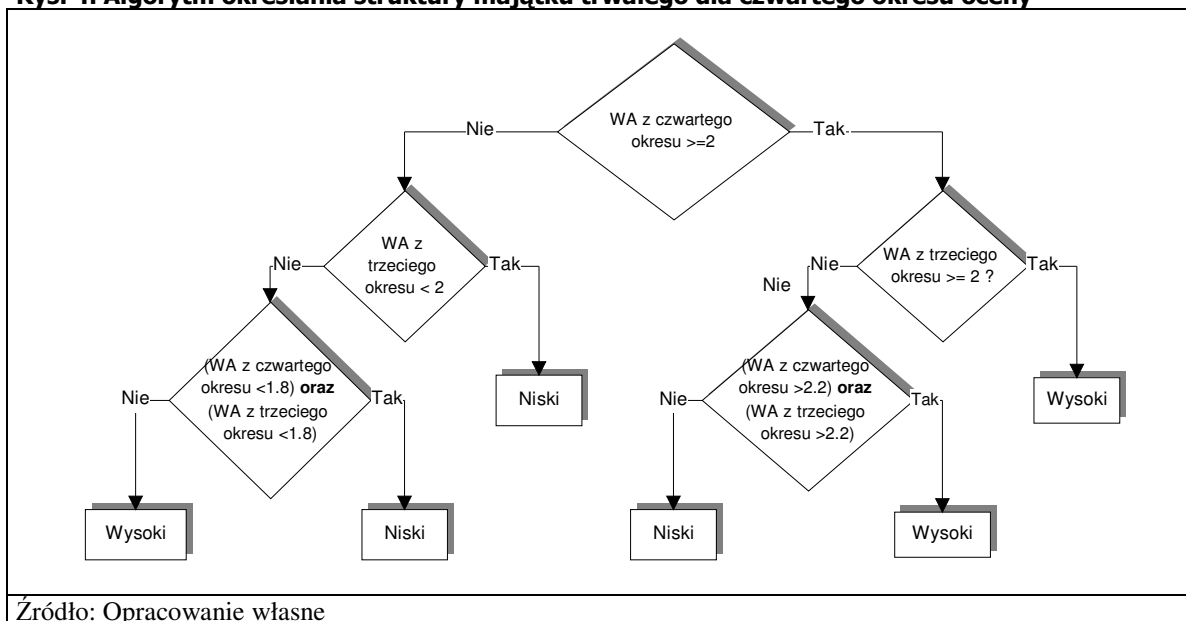 Rys. 1. Algorytm określania struktury majątku trwałego dla czwartego okresu oceny
WA z czwartego
okresu >=2
Nie
Tak
WA z
trzeciego
okresu < 2
Nie
Tak
WA z trzeciego
okresu >= 2 ?
Nie
Tak
Nie
(WA z czwartego
okresu <1.8) oraz
(WA z trzeciego
okresu <1.8)
Nie
Tak
Niski
(WA z czwartego
okresu >2.2) oraz
(WA z trzeciego
okresu >2.2)
Nie
Tak
Wysoki
Wysoki
Niski
Niski
Wysoki
Źródło: Opracowanie własne